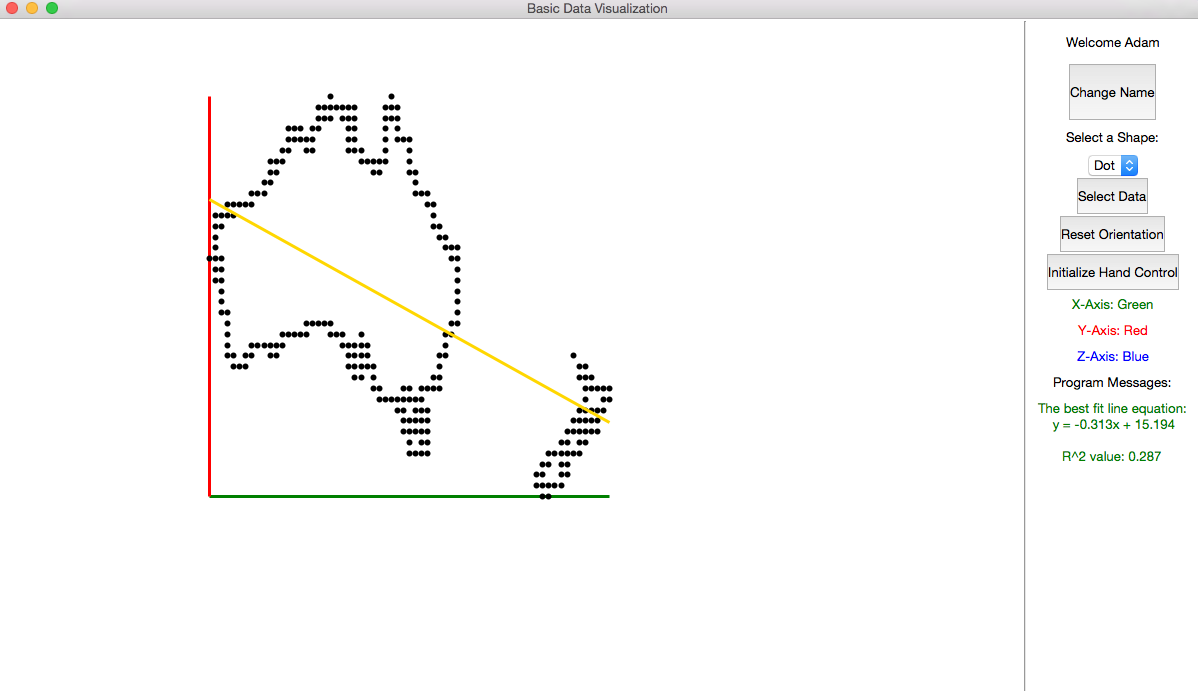 Basic Data Visualization
Welcome Adam
Change Name
Select a Shape:
Dot
Select Data
Reset Orientation
Initialize Hand Control
X-Axis: Green
Y-Axis: Red
Z-Axis: Blue
Program Messages:
The best fit line equation:
y = -0.313x + 15.194
R^2 value: 0.287